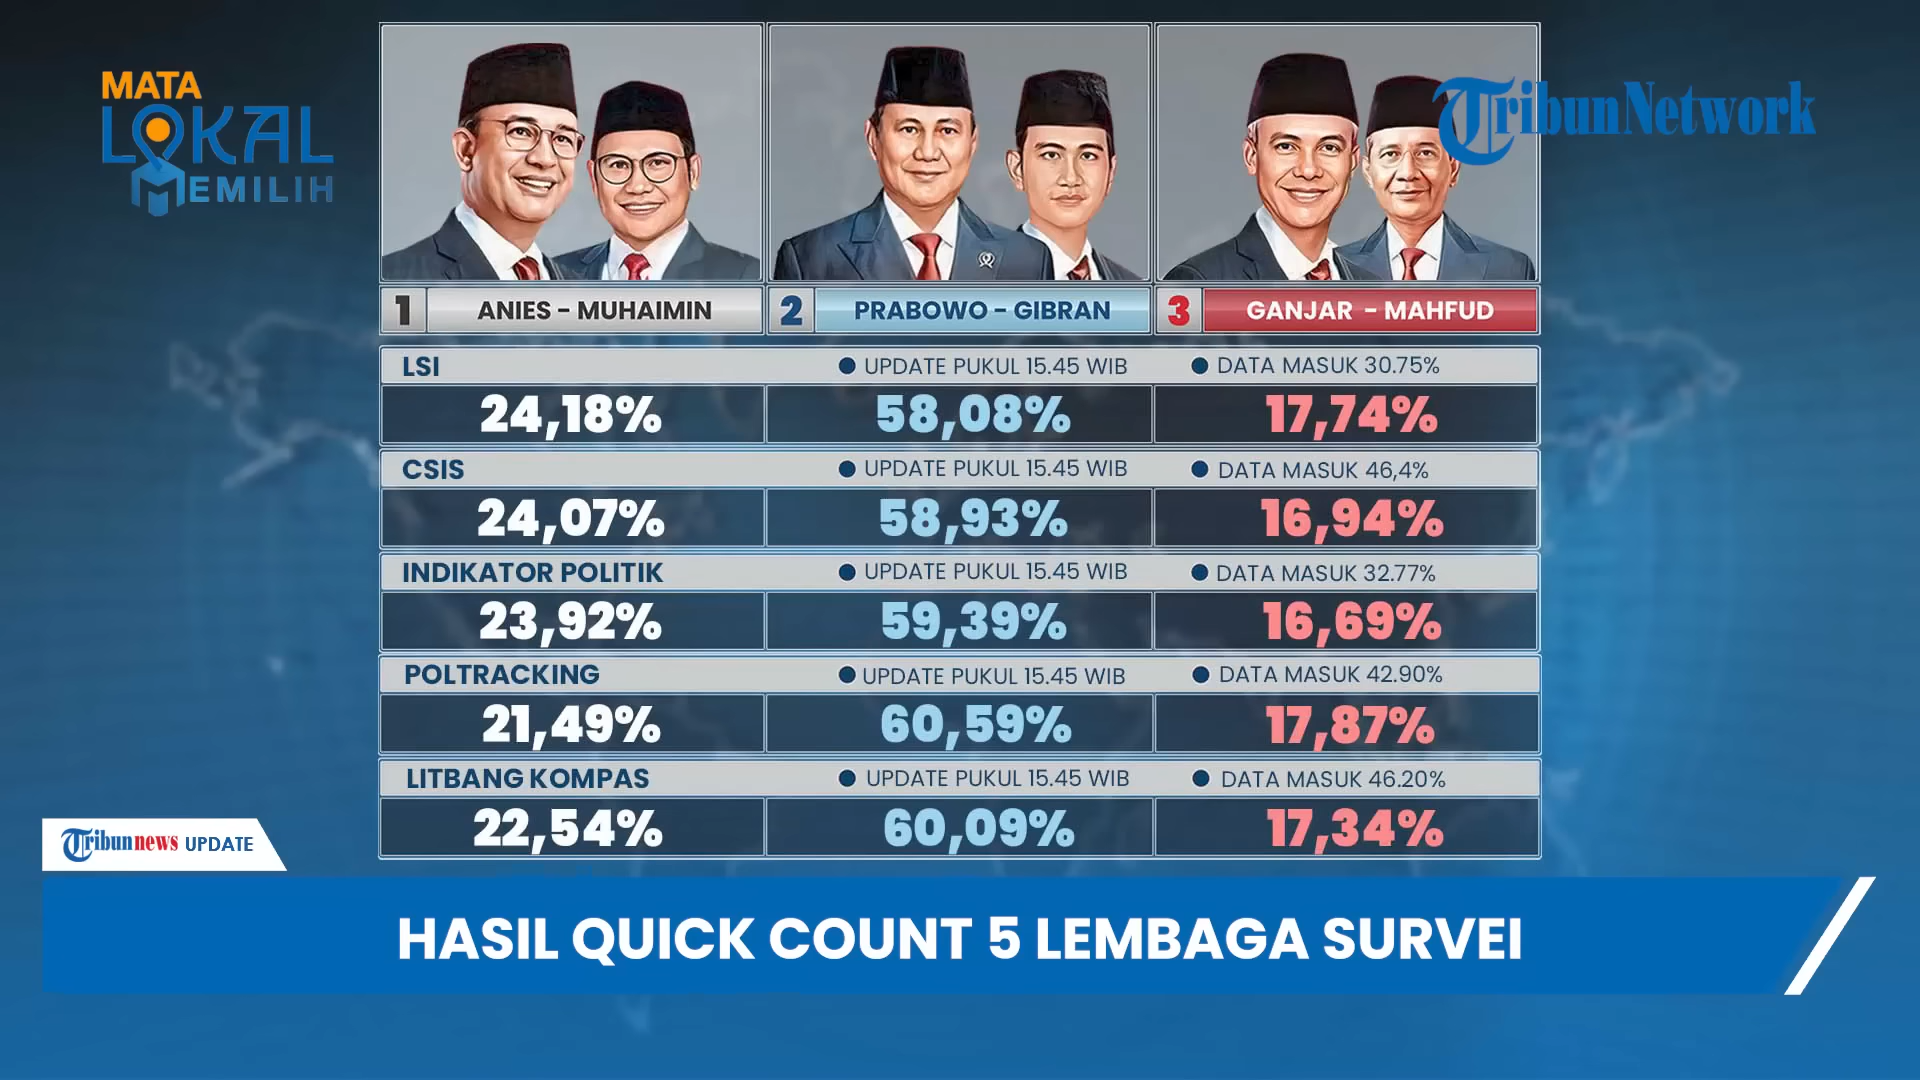 MATA
LOKAL
MEMILIH
TribunNetwork
1 ANIES - MUHAIMIN 2 PRABOWO - GIBRAN 3 GANJAR - MAHFUD
LSI UPDATE PUKUL 15.45 WIB DATA MASUK 30.75%
24,18% 58,08% 17,74%
CSIS UPDATE PUKUL 15.45 WIB DATA MASUK 46,4%
24,07% 58,93% 16,94%
INDIKATOR POLITIK UPDATE PUKUL 15.45 WIB DATA MASUK 32.77%
23,92% 59,39% 16,69%
POLTRACKING UPDATE PUKUL 15.45 WIB DATA MASUK 42.90%
21,49% 60,59% 17,87%
LITBANG KOMPAS UPDATE PUKUL 15.45 WIB DATA MASUK 46.20%
22,54% 60,09% 17,34%
Tribunnews UPDATE
HASIL QUICK COUNT 5 LEMBAGA SURVEI